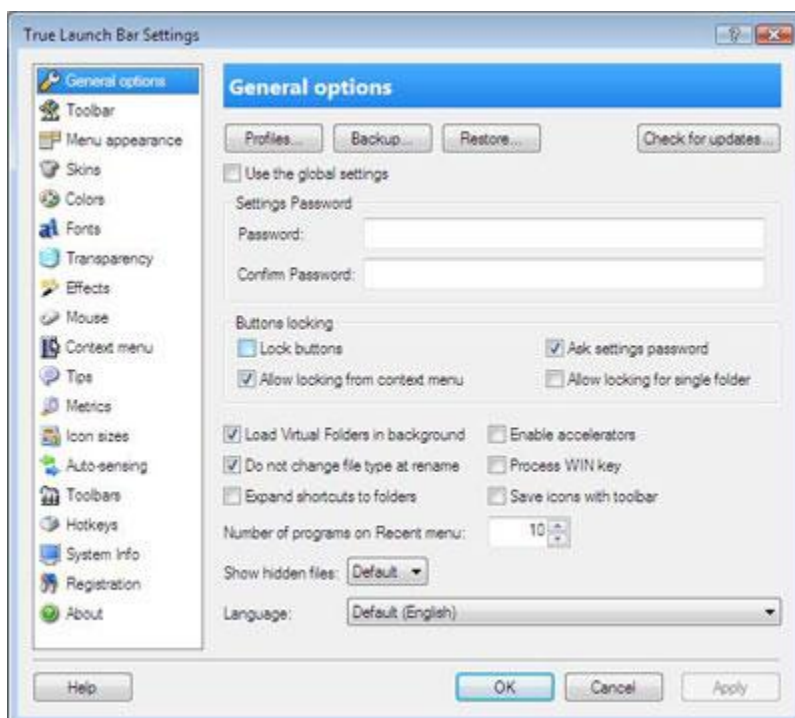 True Launch Bar Settings
General options
Toolbar
Menu appearance
Skins
Colors
Fonts
Transparency
Effects
Mouse
Context menu
Tips
Metrics
Icon sizes
Auto-sensing
Toolbars
Hotkeys
System Info
Registration
About
General options
Profiles... Backup... Restore... Check for updates...
Use the global settings
Settings Password
Password:
Confirm Password:
Buttons locking
Lock buttons Ask settings password
Allow locking from context menu Allow locking for single folder
Load Virtual Folders in background Enable accelerators
Do not change file type at rename Process WIN key
Expand shortcuts to folders Save icons with toolbar
Number of programs on Recent menu: 10
Show hidden files: Default
Language: Default (English)
Help OK Cancel Apply